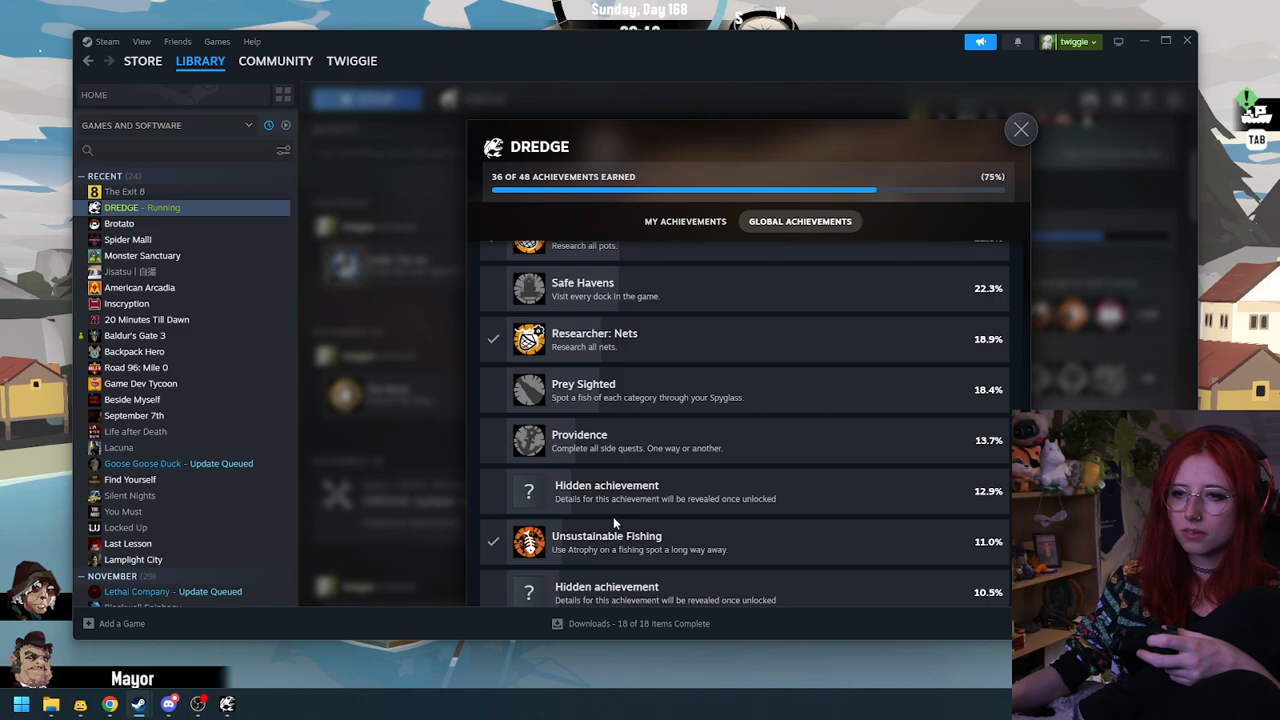 Sunday, Day 168
S
W
Steam View Friends Games Help
twiggie
STORE LIBRARY COMMUNITY TWIGGIE
HOME
GAMES AND SOFTWARE
RECENT (24)
8 The Exit 8
DREDGE - Running
Brotato
Spider Mall
Monster Sanctuary
Jisatsu | 自殺
American Arcadia
Inscryption
20 Minutes Till Dawn
Baldur's Gate 3
Backpack Hero
Road 96: Mile 0
Game Dev Tycoon
Beside Myself
September 7th
Life after Death
Lacuna
Goose Goose Duck - Update Queued
Find Yourself
Silent Nights
You Must
Locked Up
Last Lesson
Lamplight City
NOVEMBER (29)
Lethal Company - Update Queued
Add a Game
DREDGE
36 OF 48 ACHIEVEMENTS EARNED (75%)
MY ACHIEVEMENTS GLOBAL ACHIEVEMENTS
Research all pots.
Safe Havens
Visit every dock in the game.
22.3%
Researcher: Nets
Research all nets.
18.9%
Prey Sighted
Spot a fish of each category through your Spyglass.
18.4%
Providence
Complete all side quests. One way or another.
13.7%
? Hidden achievement
Details for this achievement will be revealed once unlocked
12.9%
Unsustainable Fishing
Use Atrophy on a fishing spot a long way away.
11.0%
? Hidden achievement
Details for this achievement will be revealed once unlocked
10.5%
Downloads - 18 of 18 Items Complete
TAB
Mayor